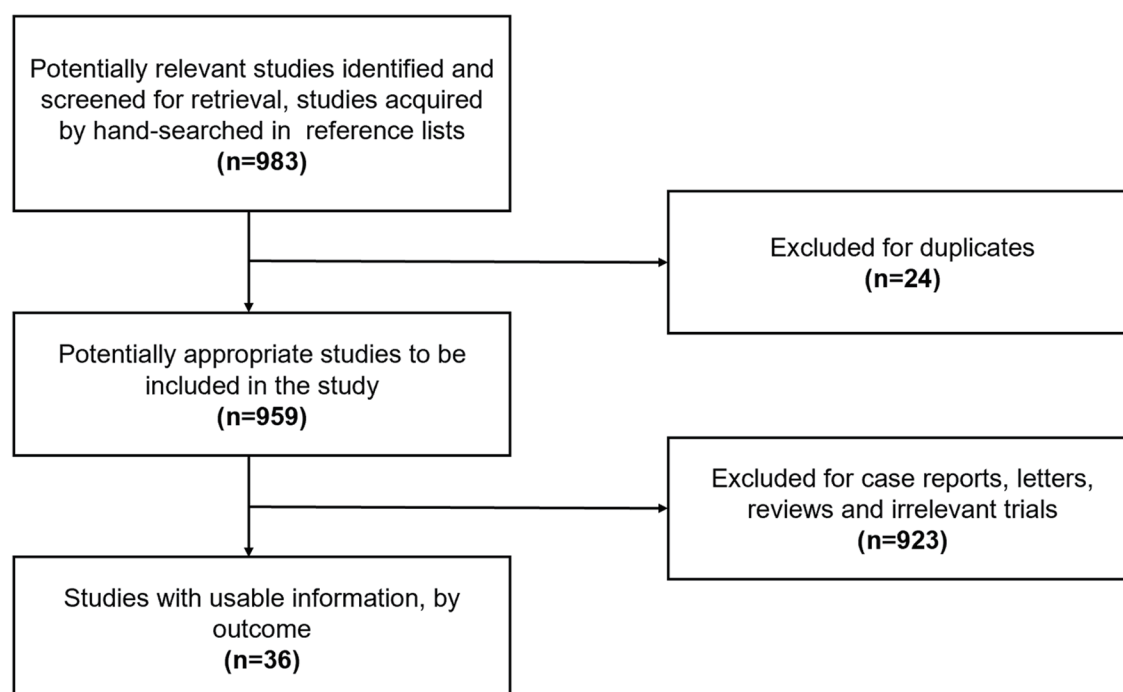 Potentially relevant studies identified and
screened for retrieval, studies acquired
by hand-searched in reference lists
(n=983)
Excluded for duplicates
(n=24)
Potentially appropriate studies to be
included in the study
(n=959)
Excluded for case reports, letters,
reviews and irrelevant trials
(n=923)
Studies with usable information, by
outcome
(n=36)